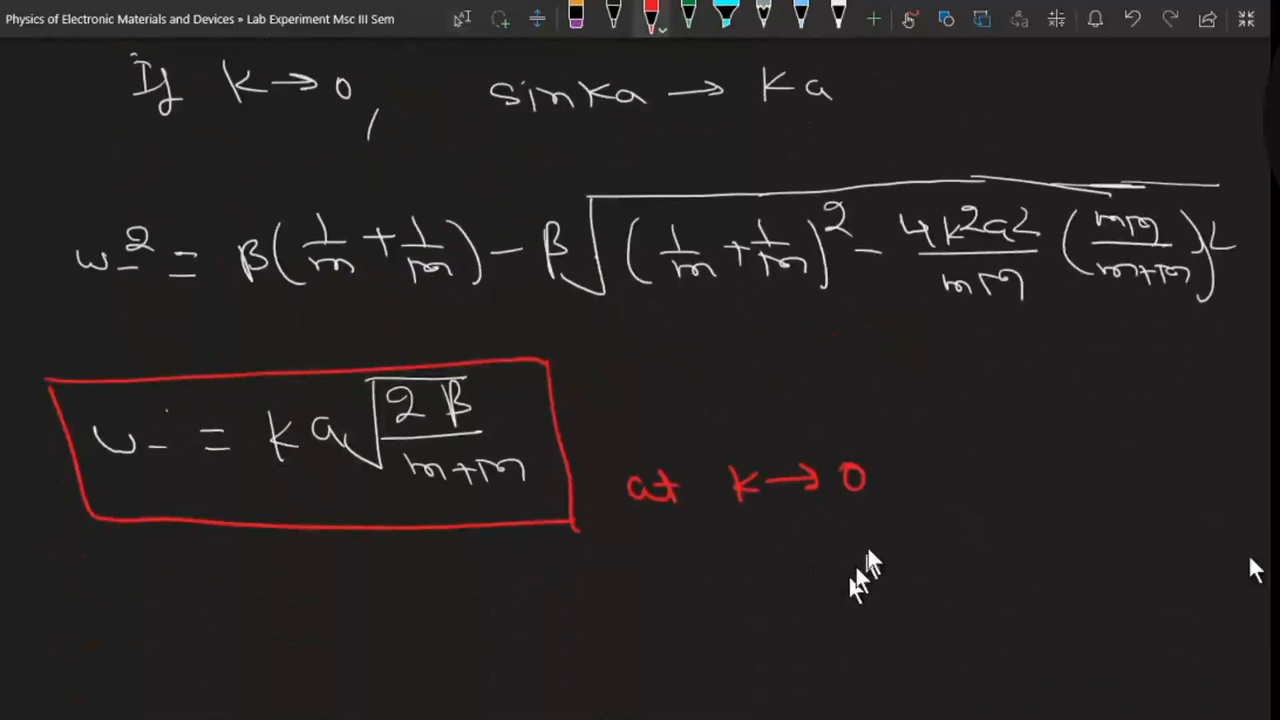 Physics of Electronic Materials and Devices » Lab Experiment Msc III Sem
If k → 0, sin ka → ka
ω₋² = β(1/m + 1/M) − β√((1/m + 1/M)² − 4k²a²/mM (mM/m+M)²)
ω₋ = ka√(2β/m+M)
at k → 0